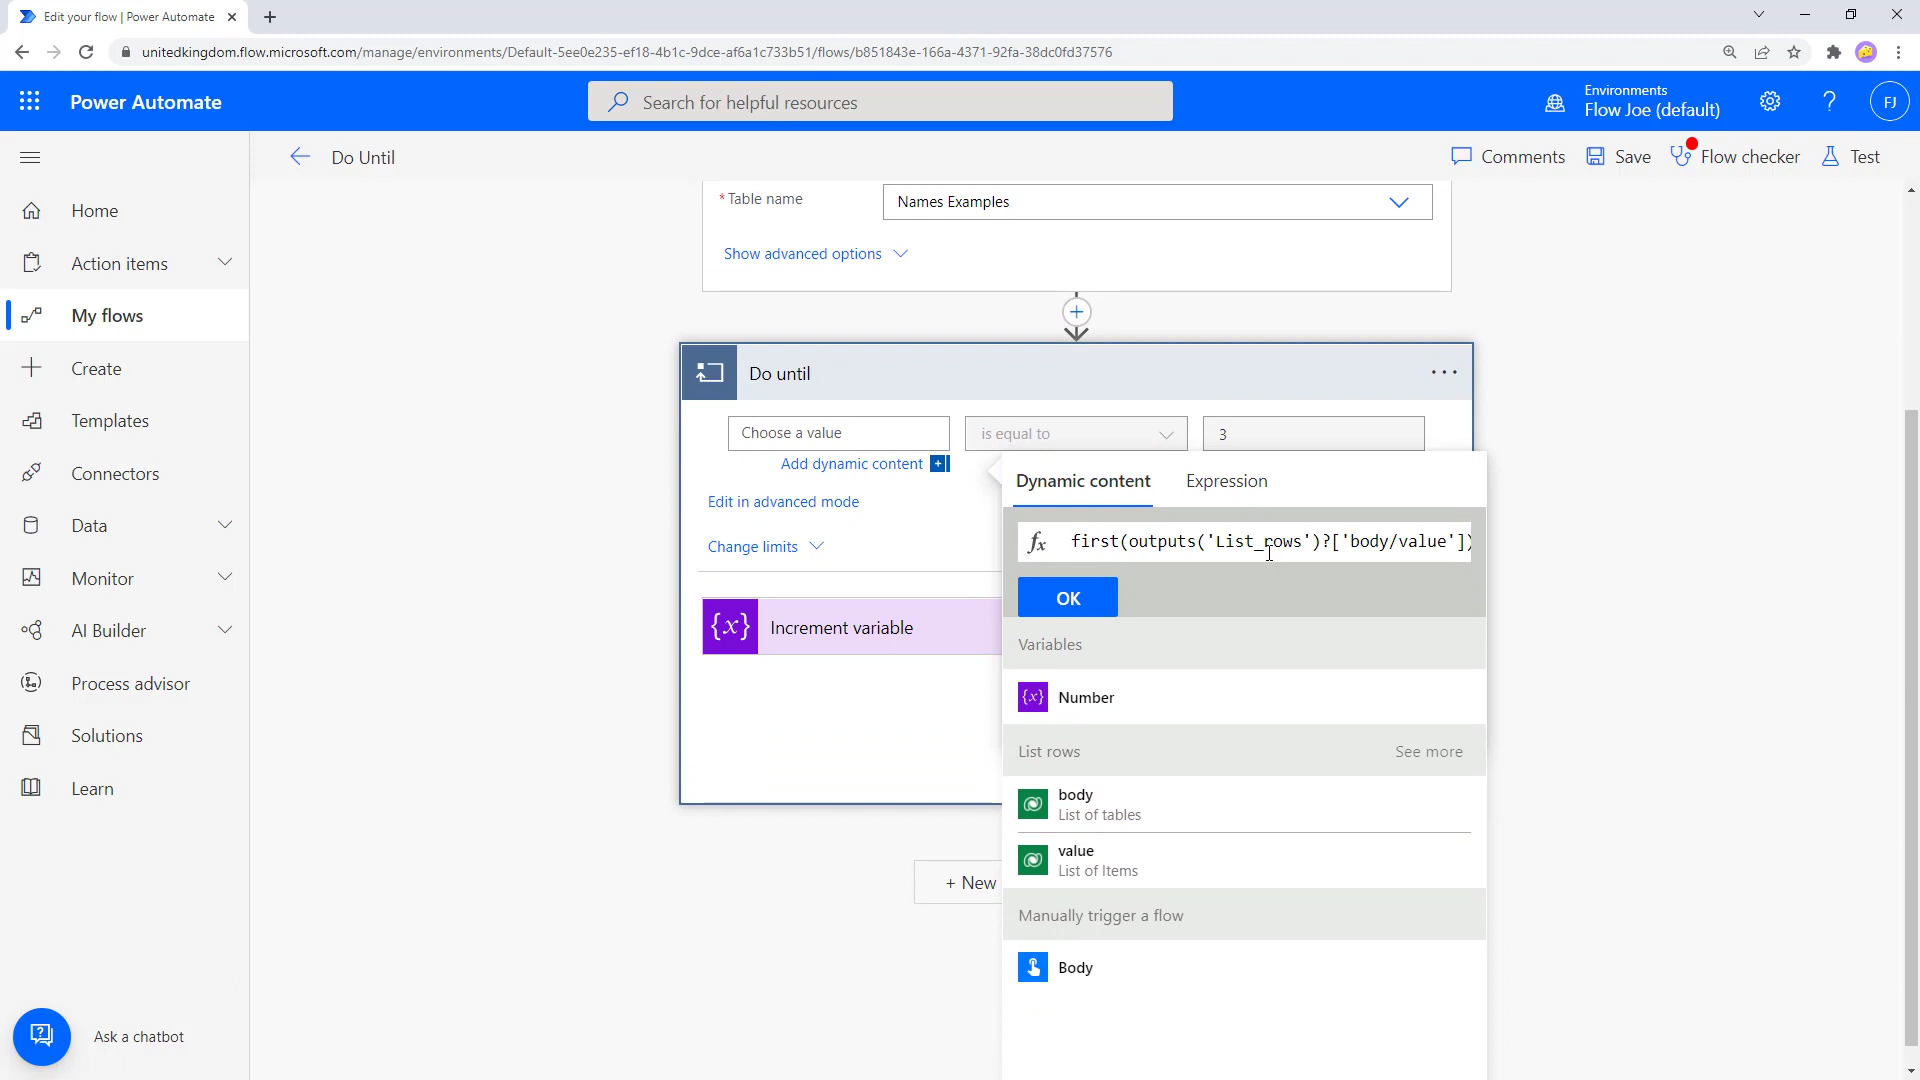 Edit your flow | Power Automate
unitedkingdom.flow.microsoft.com/manage/environments/Default-5ee0e235-ef18-4b1c-9dce-af6a1c733b51/flows/b851843e-166a-4371-92fa-38dc0fd37576
Power Automate
Search for helpful resources
Environments
Flow Joe (default)
?
FJ
Do Until
Comments
Save
Flow checker
Test
Home
Action items
My flows
Create
Templates
Connectors
Data
Monitor
AI Builder
Process advisor
Solutions
Learn
Ask a chatbot
* Table name
Names Examples
Show advanced options
Do until
Choose a value
is equal to
3
Add dynamic content
Edit in advanced mode
Change limits
{x} Increment variable
+ New
Dynamic content
Expression
fx first(outputs('List_rows')?['body/value'])
OK
Variables
{x} Number
List rows
See more
body
List of tables
value
List of Items
Manually trigger a flow
Body